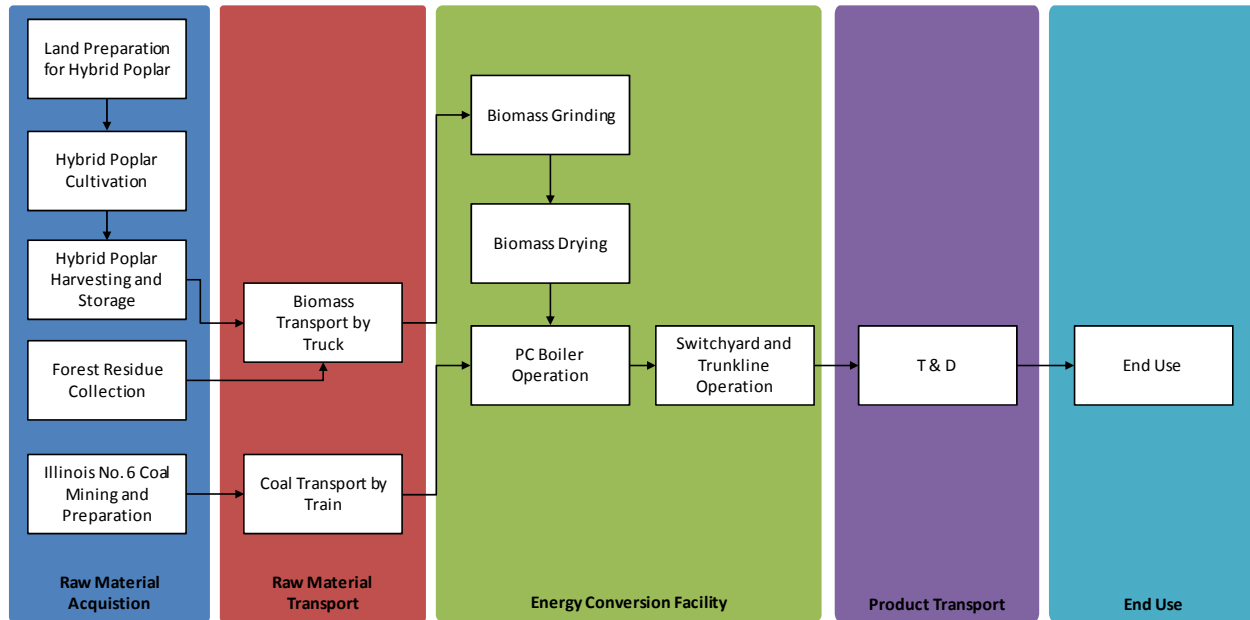 Land Preparation
for Hybrid Poplar
Hybrid Poplar
Cultivation
Hybrid Poplar
Harvesting and
Storage
Forest Residue
Collection
Illinois No. 6 Coal
Mining and
Preparation
Raw Material
Acquistion
Biomass
Transport by
Truck
Coal Transport by
Train
Raw Material
Transport
Biomass Grinding
Biomass Drying
PC Boiler
Operation
Switchyard and
Trunkline
Operation
Energy Conversion Facility
T & D
Product Transport
End Use
End Use